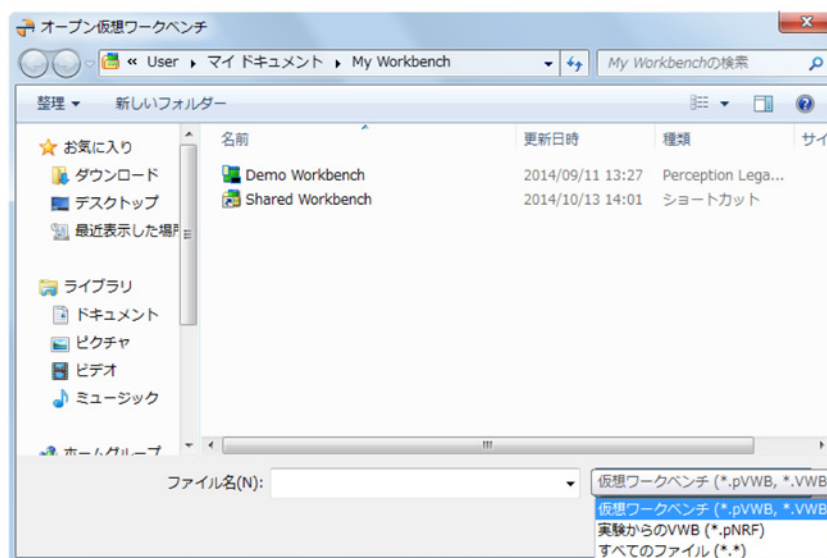 オープン仮想ワークベンチ
« User ▸ マイ ドキュメント ▸ My Workbench
My Workbenchの検索
整理 新しいフォルダー
名前 更新日時 種類 サイ
お気に入り
ダウンロード
デスクトップ
最近表示した場所
ライブラリ
ドキュメント
ピクチャ
ビデオ
ミュージック
ホームグループ
Demo Workbench 2014/09/11 13:27 Perception Lega...
Shared Workbench 2014/10/13 14:01 ショートカット
ファイル名(N):
仮想ワークベンチ (*.pVWB, *.VWB
仮想ワークベンチ (*.pVWB, *.VWB
実験からのVWB (*.pNRF)
すべてのファイル (*.*)